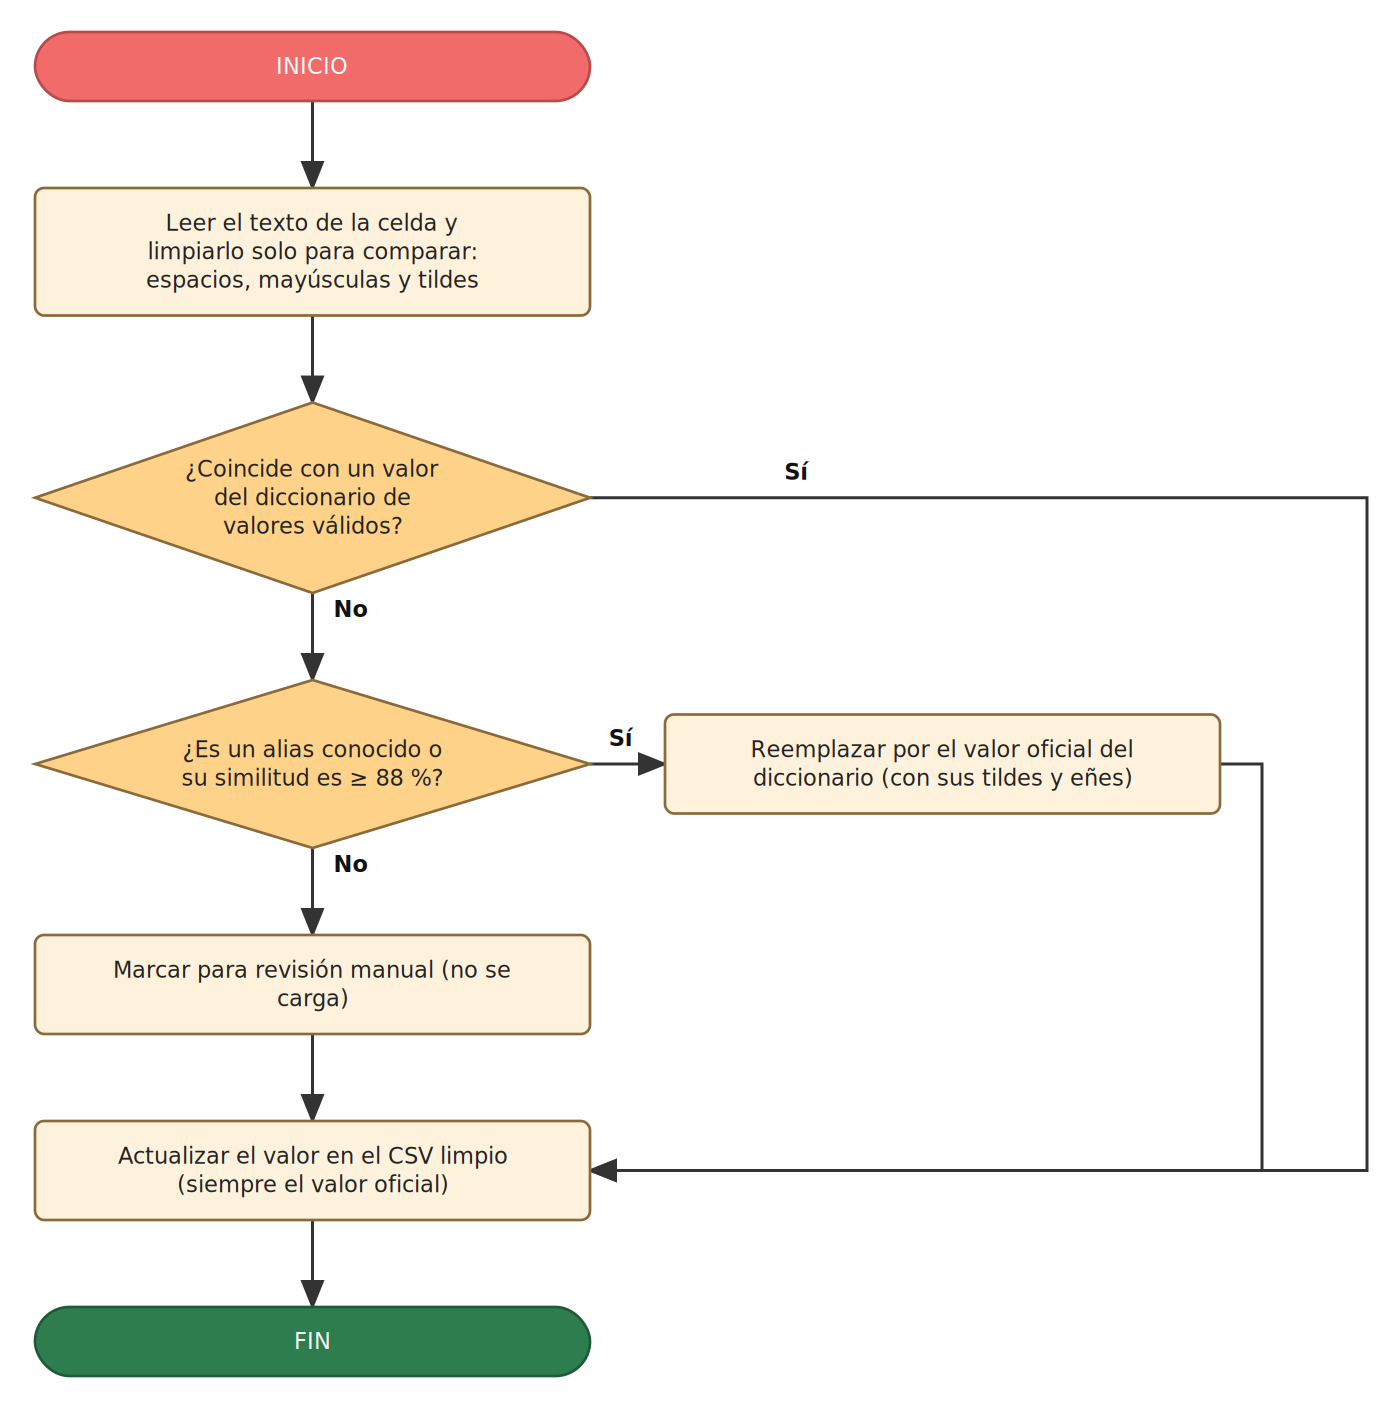 INICIO
Leer el texto de la celda y
limpiarlo solo para comparar:
espacios, mayúsculas y tildes
¿Coincide con un valor
del diccionario de
valores válidos?
Sí
No
¿Es un alias conocido o
su similitud es ≥ 88 %?
Sí
Reemplazar por el valor oficial del
diccionario (con sus tildes y eñes)
No
Marcar para revisión manual (no se
carga)
Actualizar el valor en el CSV limpio
(siempre el valor oficial)
FIN